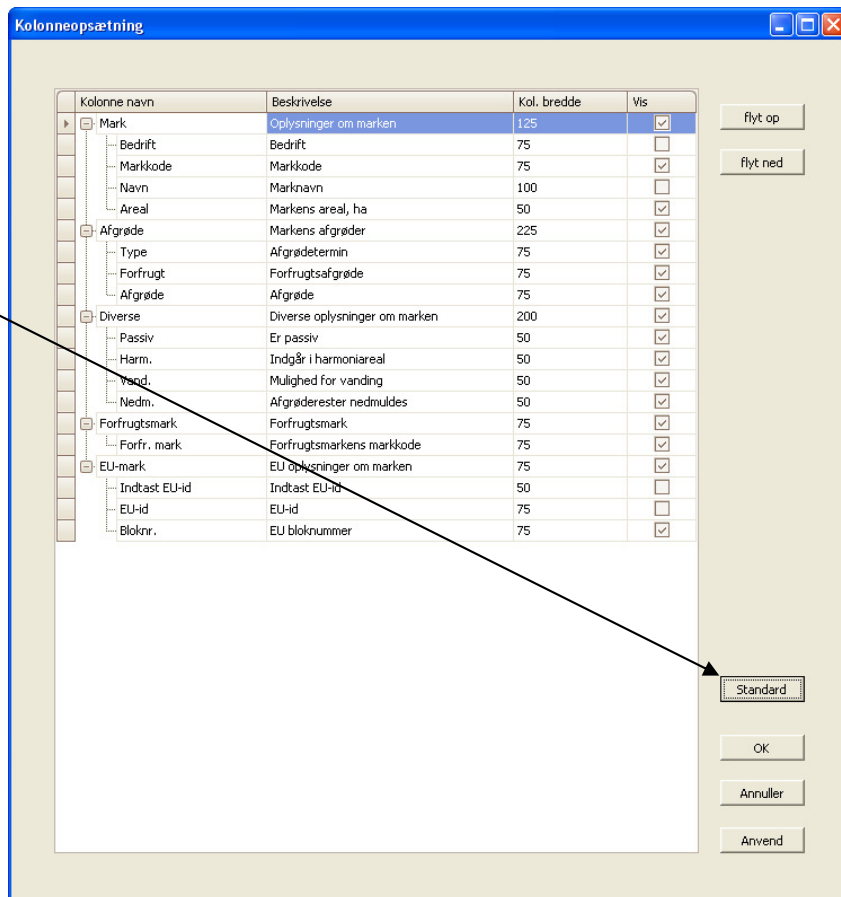 Kolonneopsætning
Kolonne navn Beskrivelse Kol. bredde Vis
Mark Oplysninger om marken 125
Bedrift Bedrift 75
Markkode Markkode 75
Navn Marknavn 100
Areal Markens areal, ha 50
Afgrøde Markens afgrøder 225
Type Afgrødetermin 75
Forfrugt Forfrugtsafgrøde 75
Afgrøde Afgrøde 75
Diverse Diverse oplysninger om marken 200
Passiv Er passiv 50
Harm. Indgår i harmoniareal 50
Vand. Mulighed for vanding 50
Nedm. Afgrøderester nedmuldes 50
Forfrugtsmark Forfrugtsmark 75
Forfr. mark Forfrugtsmarkens markkode 75
EU-mark EU oplysninger om marken 75
Indtast EU-id Indtast EU-id 50
EU-id EU-id 75
Bloknr. EU bloknummer 75
flyt op
flyt ned
Standard
OK
Annuller
Anvend